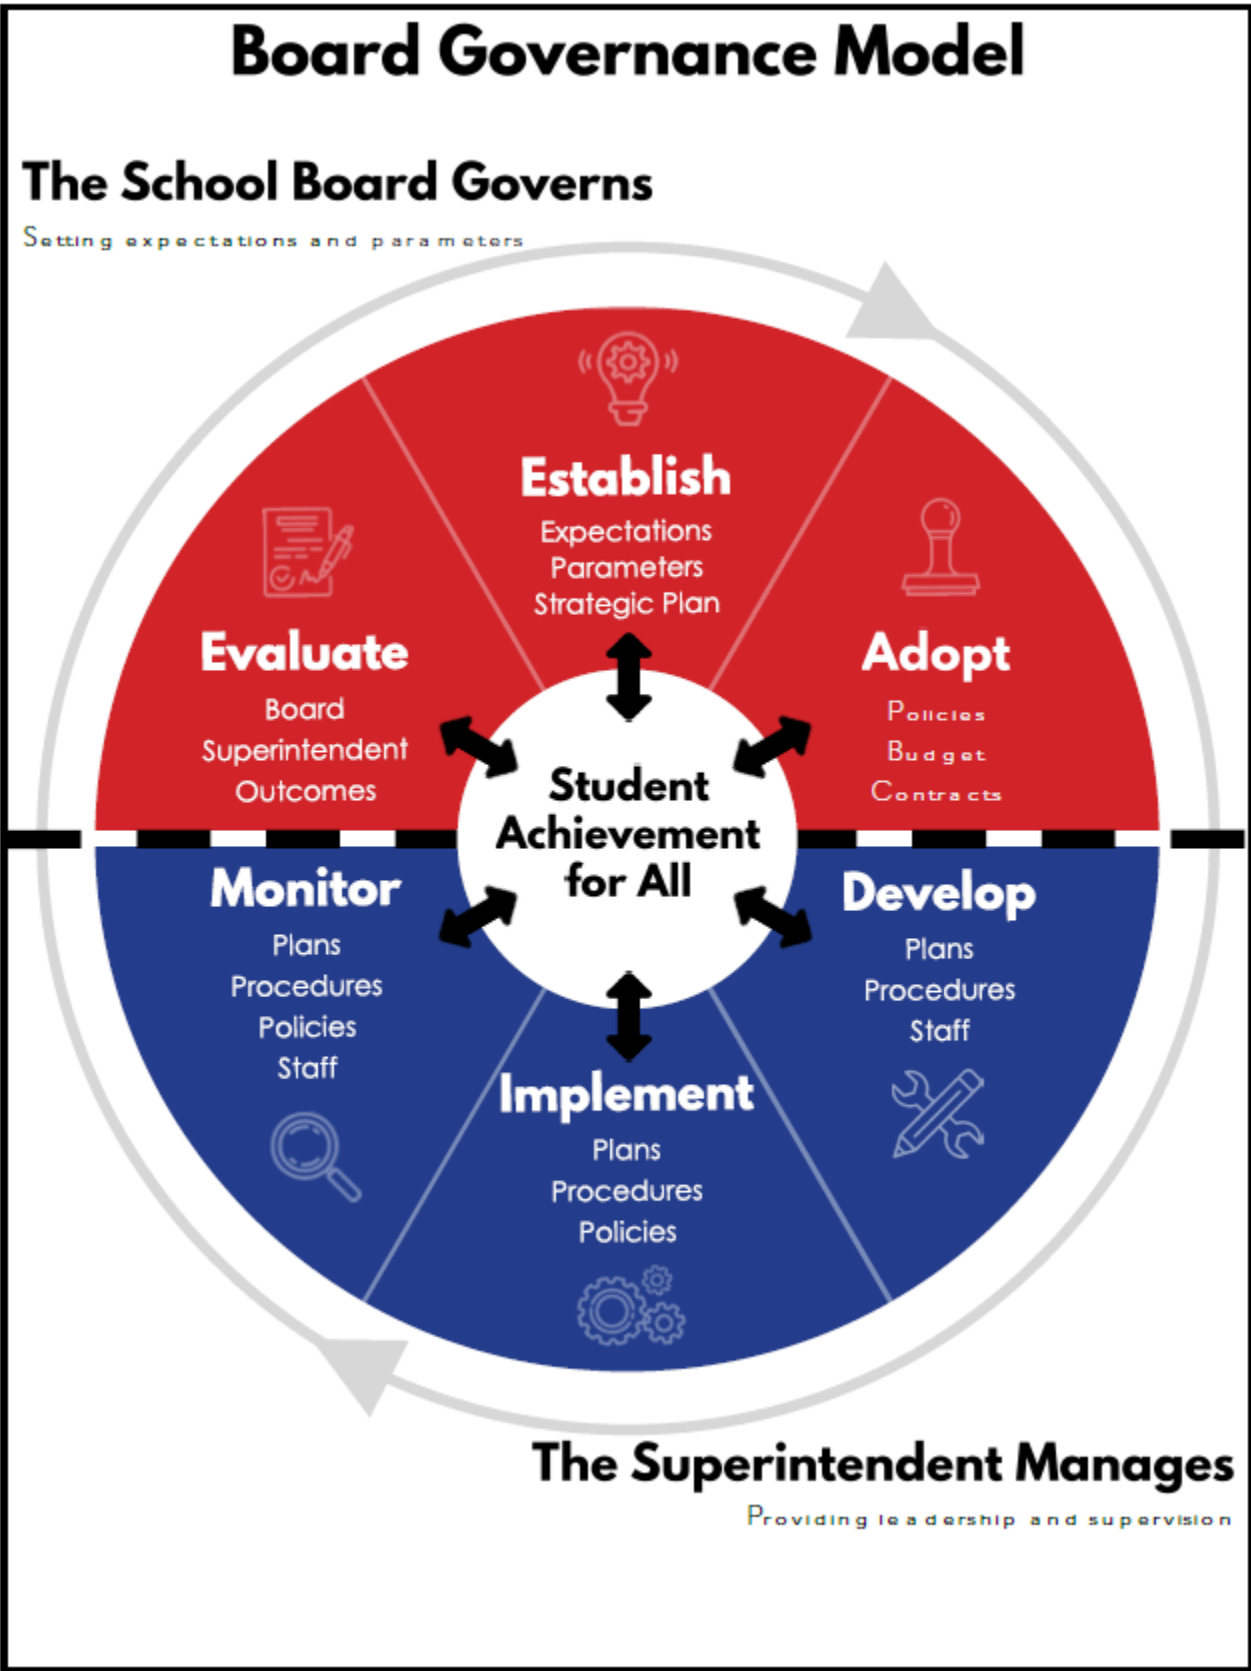 Board Governance Model
The School Board Governs
Setting expectations and parameters
Establish
Expectations
Parameters
Strategic Plan
Evaluate
Board
Superintendent
Outcomes
Adopt
Policies
Budget
Contracts
Student
Achievement
for All
Monitor
Plans
Procedures
Policies
Staff
Develop
Plans
Procedures
Staff
Implement
Plans
Procedures
Policies
The Superintendent Manages
Providing leadership and supervision